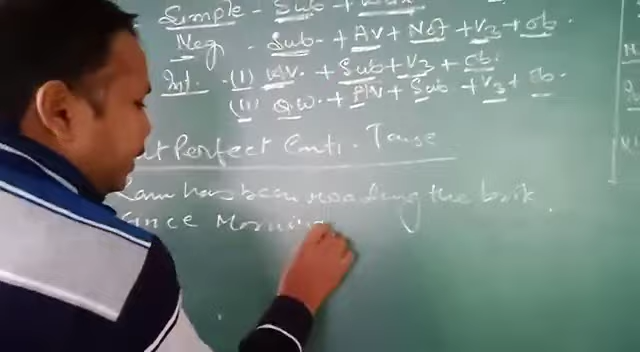 Simple - Sub + 
Neg. Sub + AV + Not + V3 + ob.
Int. (I) AV. + Sub + V3 + ob.
(II) Q.W. + AV + Sub + V3 + ob.
Perfect Conti. Tense
Ram has been reading the book
Since Morning